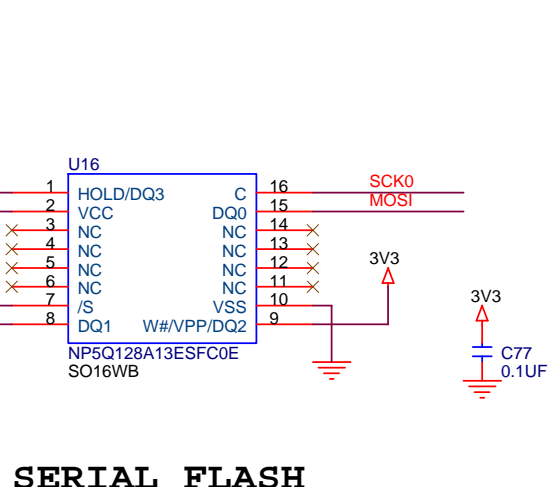 U16
1 HOLD/DQ3 C 16 SCK0
2 VCC DQ0 15 MOSI
3 NC NC 14
4 NC NC 13
5 NC NC 12 3V3
6 NC NC 11
7 /S VSS 10 3V3
8 DQ1 W#/VPP/DQ2 9
NP5Q128A13ESFC0E C77
SO16WB 0.1UF
SERIAL FLASH